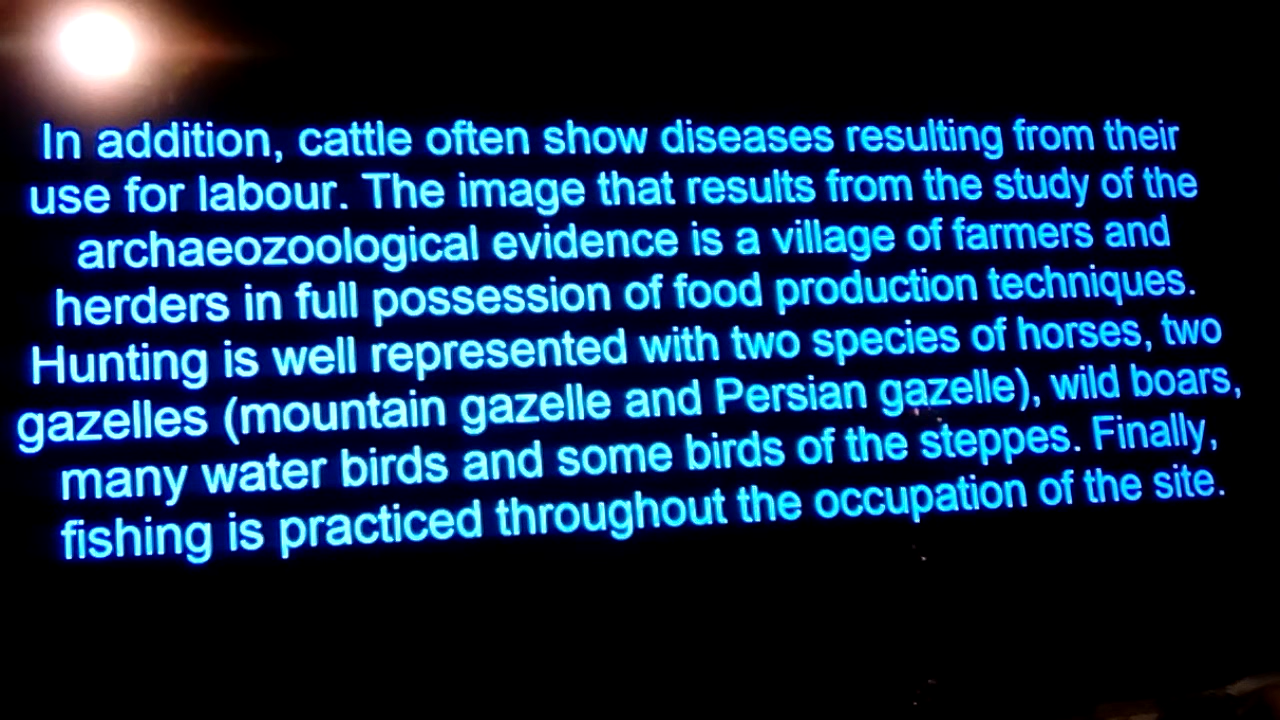 In addition, cattle often show diseases resulting from their
use for labour. The image that results from the study of the
archaeozoological evidence is a village of farmers and
herders in full possession of food production techniques.
Hunting is well represented with two species of horses, two
gazelles (mountain gazelle and Persian gazelle), wild boars,
many water birds and some birds of the steppes. Finally,
fishing is practiced throughout the occupation of the site.